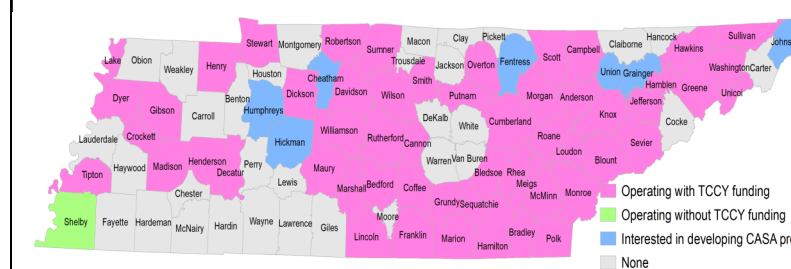 Lake
Obion
Weakley
Henry
Stewart
Montgomery
Robertson
Sumner
Macon
Clay
Pickett
Trousdale
Jackson
Overton
Fentress
Scott
Campbell
Claiborne
Hancock
Hawkins
Sullivan
Johns
Houston
Cheatham
Davidson
Dickson
Humphreys
Benton
Carroll
Gibson
Dyer
Crockett
Lauderdale
Tipton
Haywood
Madison
Henderson
Decatur
Perry
Hickman
Williamson
Wilson
Smith
Putnam
Morgan
Anderson
Union
Grainger
Hamblen
Jefferson
Greene
Washington
Carter
Unicoi
Cocke
Sevier
Knox
Roane
Cumberland
White
DeKalb
Cannon
Rutherford
Maury
Lewis
Chester
Shelby
Fayette
Hardeman
McNairy
Hardin
Wayne
Lawrence
Giles
Marshall
Bedford
Coffee
Warren
Van Buren
Bledsoe
Rhea
Meigs
McMinn
Monroe
Loudon
Blount
Moore
Lincoln
Franklin
Grundy
Sequatchie
Marion
Hamilton
Bradley
Polk
Operating with TCCY funding
Operating without TCCY funding
Interested in developing CASA pro
None